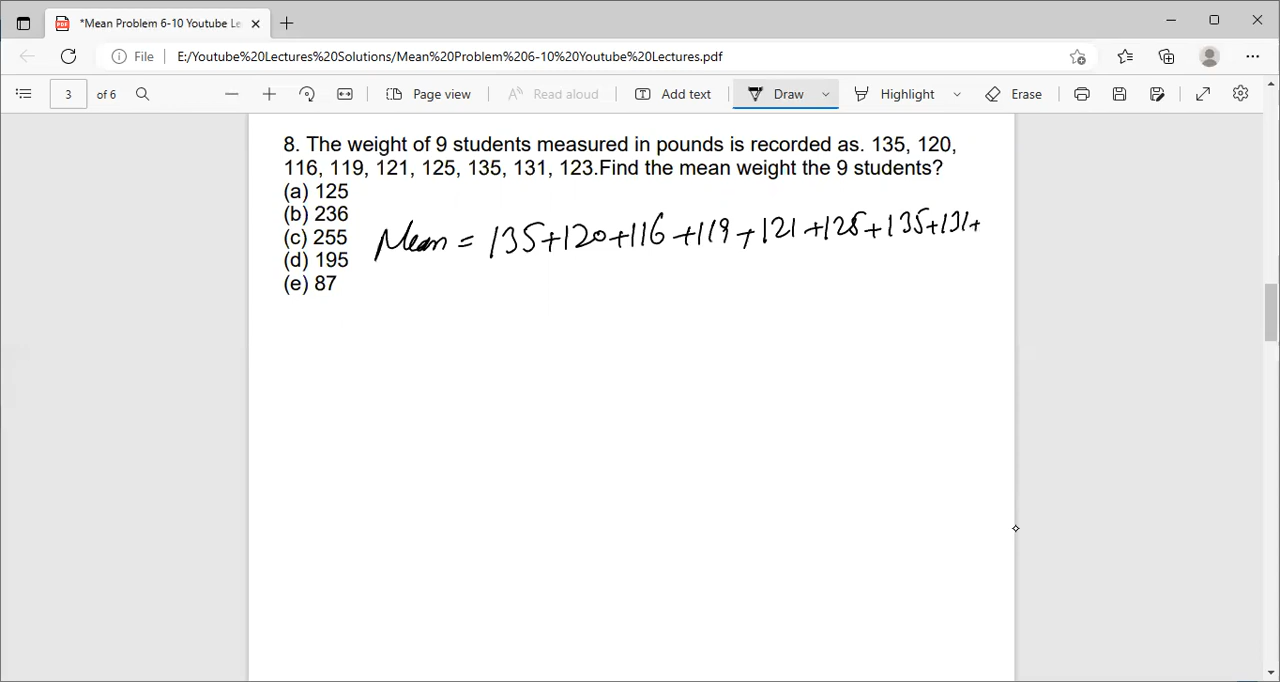 *Mean Problem 6-10 Youtube Le
File E:/Youtube%20Lectures%20Solutions/Mean%20Problem%206-10%20Youtube%20Lectures.pdf
3 of 6 Page view Read aloud Add text Draw Highlight Erase
8. The weight of 9 students measured in pounds is recorded as. 135, 120,
116, 119, 121, 125, 135, 131, 123.Find the mean weight the 9 students?
(a) 125
(b) 236
(c) 255
(d) 195
(e) 87
Mean = 135+120+116+119+121+125+135+131+